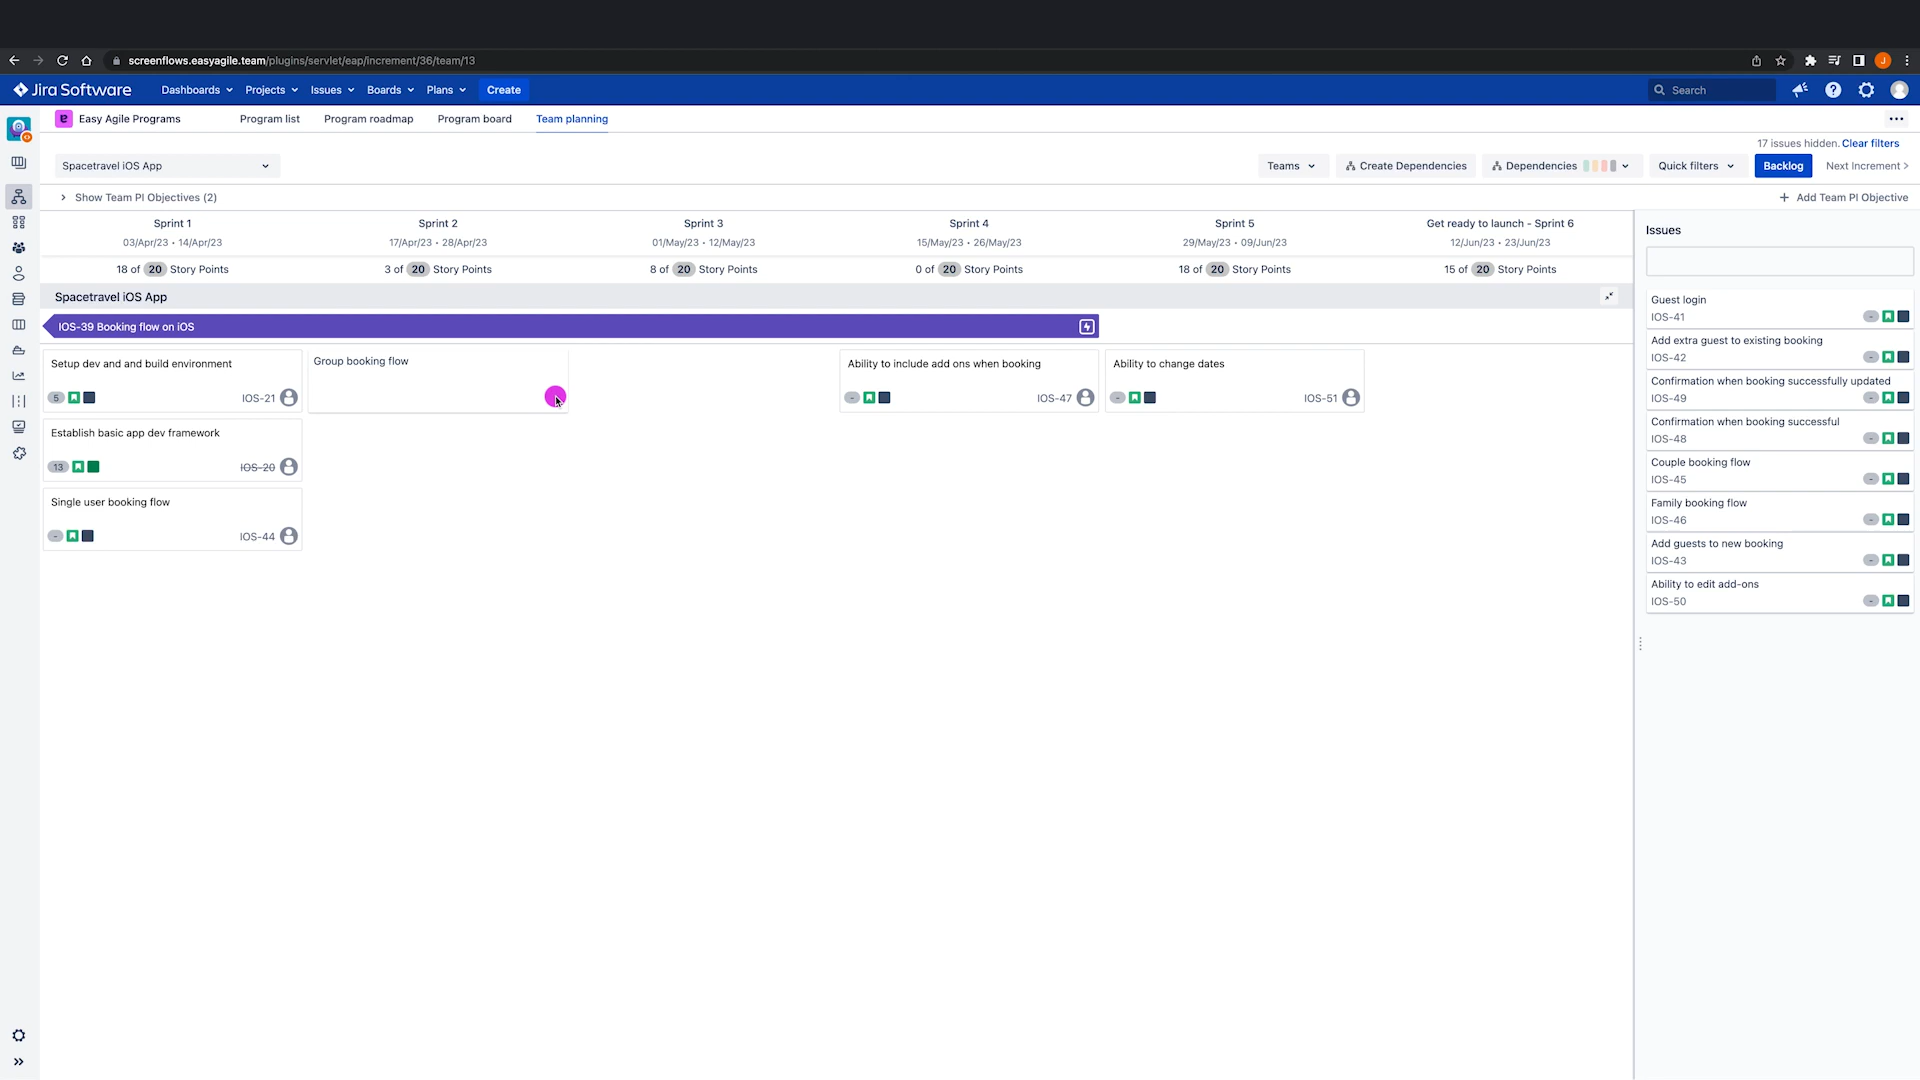 screenflows.easyagile.team/plugins/servlet/eap/increment/36/team/13
J
Jira Software
Dashboards
Projects
Issues
Boards
Plans
Create
Search
Easy Agile Programs
Program list
Program roadmap
Program board
Team planning
17 issues hidden. Clear filters
Spacetravel iOS App
Teams
Create Dependencies
Dependencies
Quick filters
Backlog
Next Increment >
Show Team PI Objectives (2)
+ Add Team PI Objective
Sprint 1
03/Apr/23 • 14/Apr/23
18 of 20 Story Points
Sprint 2
17/Apr/23 • 28/Apr/23
3 of 20 Story Points
Sprint 3
01/May/23 • 12/May/23
8 of 20 Story Points
Sprint 4
15/May/23 • 26/May/23
0 of 20 Story Points
Sprint 5
29/May/23 • 09/Jun/23
18 of 20 Story Points
Get ready to launch - Sprint 6
12/Jun/23 • 23/Jun/23
15 of 20 Story Points
Spacetravel iOS App
IOS-39 Booking flow on iOS
Setup dev and and build environment
5
IOS-21
Establish basic app dev framework
13
IOS-20
Single user booking flow
-
IOS-44
Group booking flow
Ability to include add ons when booking
-
IOS-47
Ability to change dates
-
IOS-51
Issues
Guest login
IOS-41 -
Add extra guest to existing booking
IOS-42 -
Confirmation when booking successfully updated
IOS-49 -
Confirmation when booking successful
IOS-48 -
Couple booking flow
IOS-45 -
Family booking flow
IOS-46 -
Add guests to new booking
IOS-43 -
Ability to edit add-ons
IOS-50 -